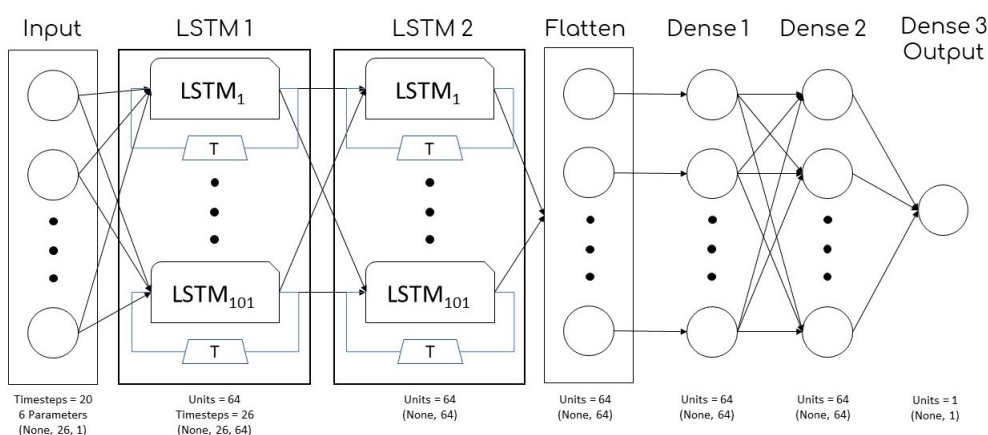 Input
LSTM 1
LSTM 2
Flatten
Dense 1
Dense 2
Dense 3
Output
LSTM1
LSTM1
T
T
LSTM101
LSTM101
T
T
Timesteps = 20
6 Parameters
(None, 26, 1)
Units = 64
Timesteps = 26
(None, 26, 64)
Units = 64
(None, 64)
Units = 64
(None, 64)
Units = 64
(None, 64)
Units = 64
(None, 64)
Units = 1
(None, 1)